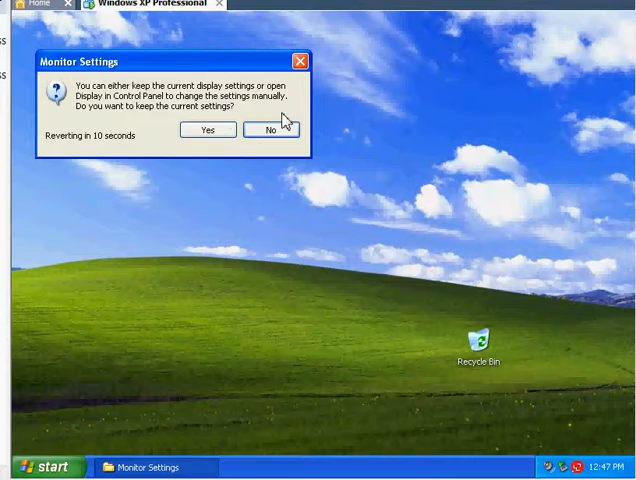 Home
Windows XP Professional
ss
ss
Monitor Settings
You can either keep the current display settings or open
Display in Control Panel to change the settings manually.
Do you want to keep the current settings?
Reverting in 10 seconds
Yes
No
Recycle Bin
start
Monitor Settings
12:47 PM